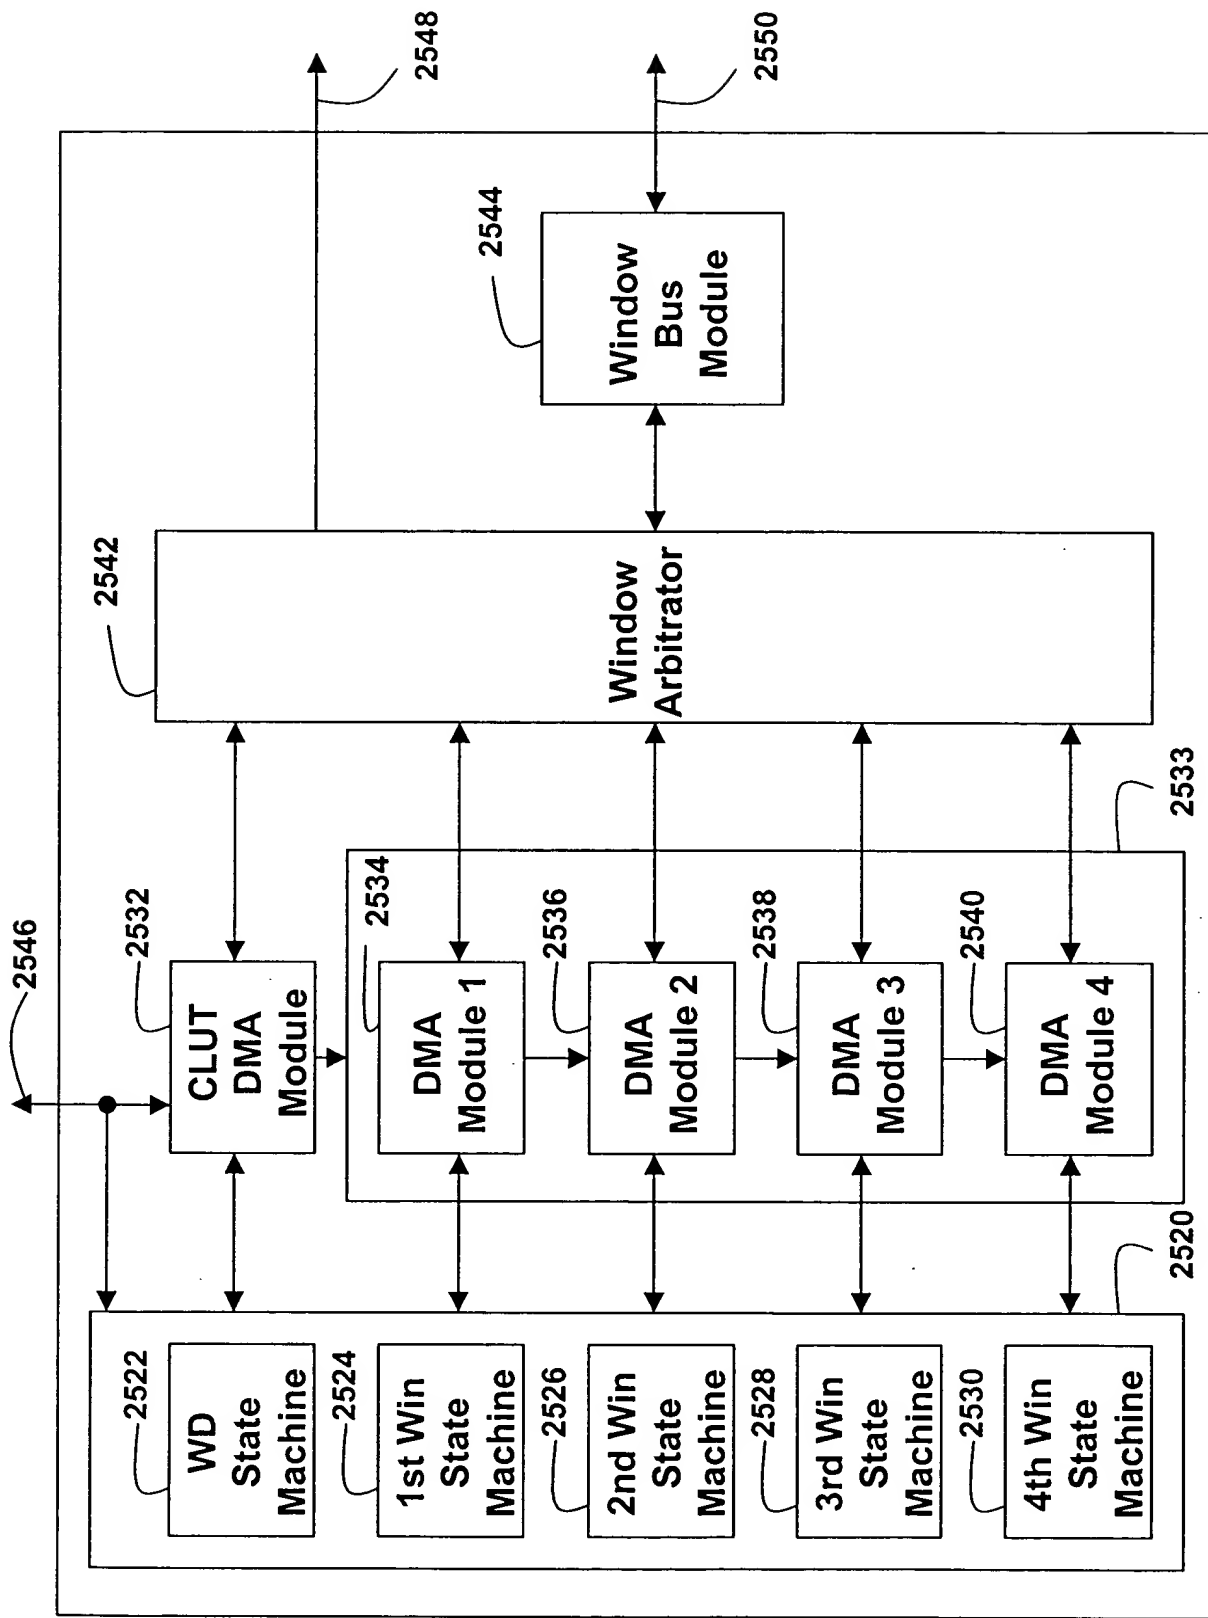 2546
2548
2550
2522
WD
State
Machine
2524
1st Win
State
Machine
2526
2nd Win
State
Machine
2528
3rd Win
State
Machine
2530
4th Win
State
Machine
2520
2532
CLUT
DMA
Module
2534
DMA
Module 1
2536
DMA
Module 2
2538
DMA
Module 3
2540
DMA
Module 4
2533
2542
Window
Arbitrator
2544
Window
Bus
Module